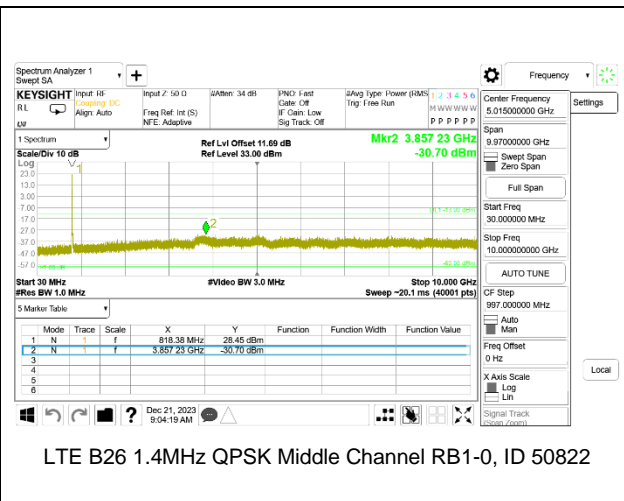 Spectrum Analyzer 1
Swept SA
Frequency
KEYSIGHT
RL
Input: RF
Coupling: DC
Align: Auto
Input Z: 50 Ω
Freq Ref: Int (S)
NFE: Adaptive
#Atten: 34 dB
PNO: Fast
Gate: Off
IF Gain: Low
Sig Track: Off
#Avg Type: Power (RMS
Trig: Free Run
1 2 3 4 5 6
M W W W W W
P P P P P P
Center Frequency
5.015000000 GHz
Settings
Span
9.97000000 GHz
Swept Span
Zero Span
Full Span
Start Freq
30.000000 MHz
Stop Freq
10.000000000 GHz
AUTO TUNE
CF Step
997.000000 MHz
Auto
Man
Freq Offset
0 Hz
X Axis Scale
Log
Lin
Signal Track
(Span Zoom)
Local
1 Spectrum
Scale/Div 10 dB
Log
Ref Lvl Offset 11.69 dB
Ref Level 33.00 dBm
Mkr2 3.857 23 GHz
-30.70 dBm
23.0
13.0
3.00
-7.00
-17.0
-27.0
-37.0
-47.0
-57.0
1
2
DL1 -13.00 dBm
Start 30 MHz
#Res BW 1.0 MHz
#Video BW 3.0 MHz
Stop 10.000 GHz
Sweep ~20.1 ms (40001 pts)
5 Marker Table
Mode Trace Scale X Y Function Function Width Function Value
1 N 1 f 818.38 MHz 28.45 dBm
2 N 1 f 3.857 23 GHz -30.70 dBm
3
4
5
6
? Dec 21, 2023
9:04:19 AM
LTE B26 1.4MHz QPSK Middle Channel RB1-0, ID 50822